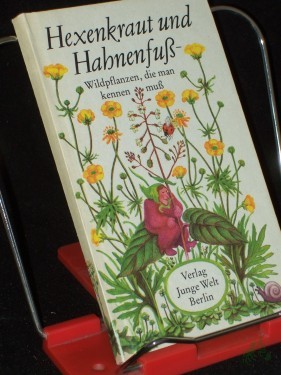 Hexenkraut und
Hahnenfuß-
Wildpflanzen, die man
kennen muß
Verlag
Junge Welt
Berlin